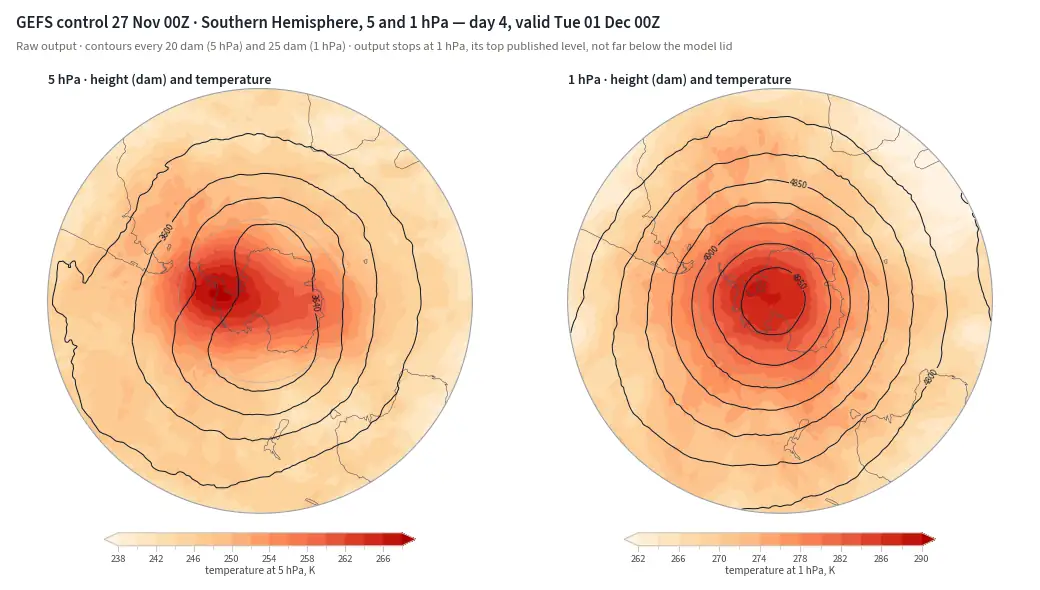 GEFS control 27 Nov 00Z · Southern Hemisphere, 5 and 1 hPa — day 4, valid Tue 01 Dec 00Z
Raw output · contours every 20 dam (5 hPa) and 25 dam (1 hPa) · output stops at 1 hPa, its top published level, not far below the model lid
5 hPa · height (dam) and temperature
1 hPa · height (dam) and temperature
4850
3600
4900
4950
3640
4800
238 242 246 250 254 258 262 266
temperature at 5 hPa, K
262 266 270 274 278 282 286 290
temperature at 1 hPa, K